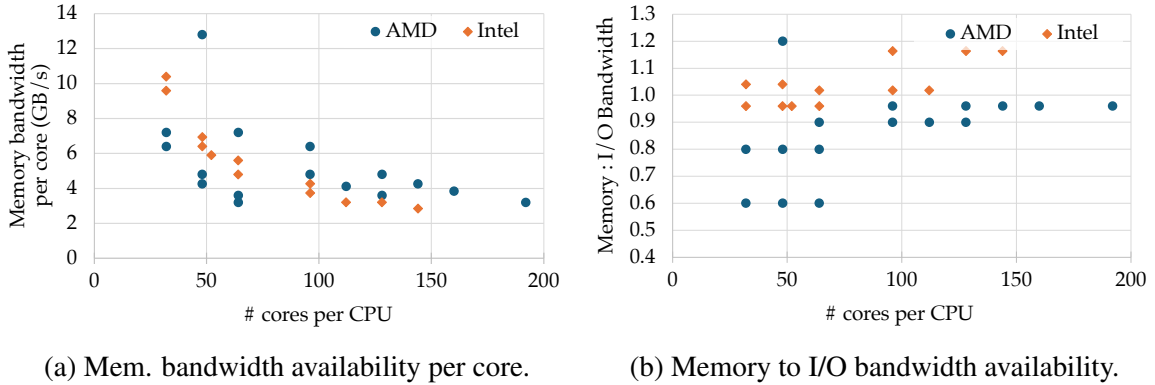 Memory bandwidth
per core (GB/s)
14
12
10
8
6
4
2
0
AMD
Intel
0
50
100
150
200
# cores per CPU
(a) Mem. bandwidth availability per core.
Memory : I/O Bandwidth
1.3
1.2
1.1
1.0
0.9
0.8
0.7
0.6
0.5
0.4
AMD
Intel
0
50
100
150
200
# cores per CPU
(b) Memory to I/O bandwidth availability.